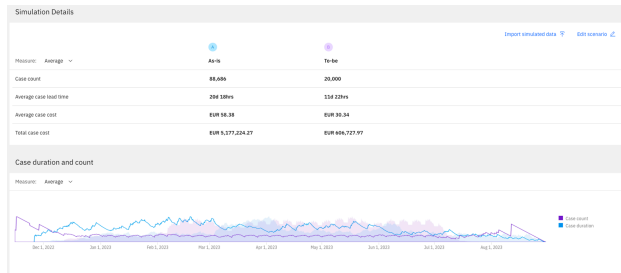 Simulation Details
Import simulated data Edit scenario
A B
Measure: Average As-is To-be
Case count 88,686 20,000
Average case lead time 20d 18hrs 11d 22hrs
Average case cost EUR 58.38 EUR 30.34
Total case cost EUR 5,177,224.27 EUR 606,727.97
Case duration and count
Measure: Average
Case count
Case duration
Dec 1, 2022 Jan 1, 2023 Feb 1, 2023 Mar 1, 2023 Apr 1, 2023 May 1, 2023 Jun 1, 2023 Jul 1, 2023 Aug 1, 2023